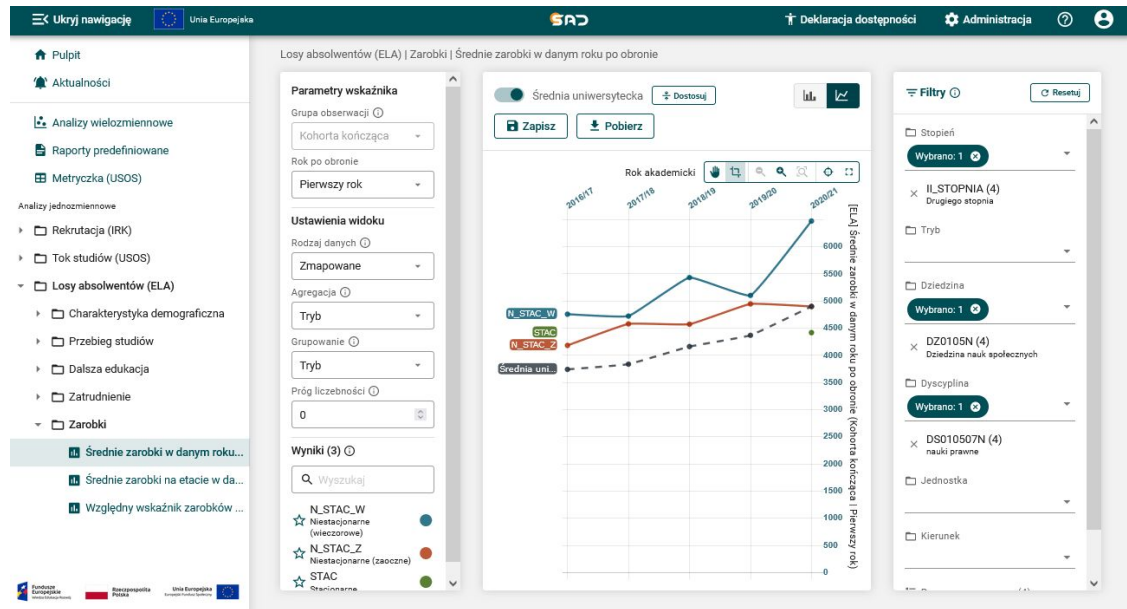 Ukryj nawigację
Unia Europejska
SAD
Deklaracja dostępności
Administracja
Pulpit
Aktualności
Analizy wielozmiennowe
Raporty predefiniowane
Metryczka (USOS)
Analizy jednozmiennowe
Rekrutacja (IRK)
Tok studiów (USOS)
Losy absolwentów (ELA)
Charakterystyka demograficzna
Przebieg studiów
Dalsza edukacja
Zatrudnienie
Zarobki
Średnie zarobki w danym roku...
Średnie zarobki na etacie w da...
Względny wskaźnik zarobków ...
Fundusze
Europejskie
Rzeczpospolita
Polska
Unia Europejska
Losy absolwentów (ELA) | Zarobki | Średnie zarobki w danym roku po obronie
Parametry wskaźnika
Grupa obserwacji
Kohorta kończąca
Rok po obronie
Pierwszy rok
Ustawienia widoku
Rodzaj danych
Zmapowane
Agregacja
Tryb
Grupowanie
Tryb
Próg liczebności
0
Wyniki (3)
Wyszukaj
N_STAC_W
Niestacjonarne
(wieczorowe)
N_STAC_Z
Niestacjonarne (zaoczne)
STAC
Stacjonarne
Średnia uniwersytecka
Dostosuj
Zapisz
Pobierz
Rok akademicki
2016/17
2017/18
2018/19
2019/20
2020/21
N_STAC_W
STAC
N_STAC_Z
Średnia uni...
6000
5500
5000
4500
4000
3500
3000
2500
2000
1500
1000
500
0
[ELA] Średnie zarobki w danym roku po obronie (Kohorta kończąca | Pierwszy rok)
Filtry
Resetuj
Stopień
Wybrano: 1
II_STOPNIA (4)
Drugiego stopnia
Tryb
Dziedzina
Wybrano: 1
DZ0105N (4)
Dziedzina nauk społecznych
Dyscyplina
Wybrano: 1
DS010507N (4)
nauki prawne
Jednostka
Kierunek